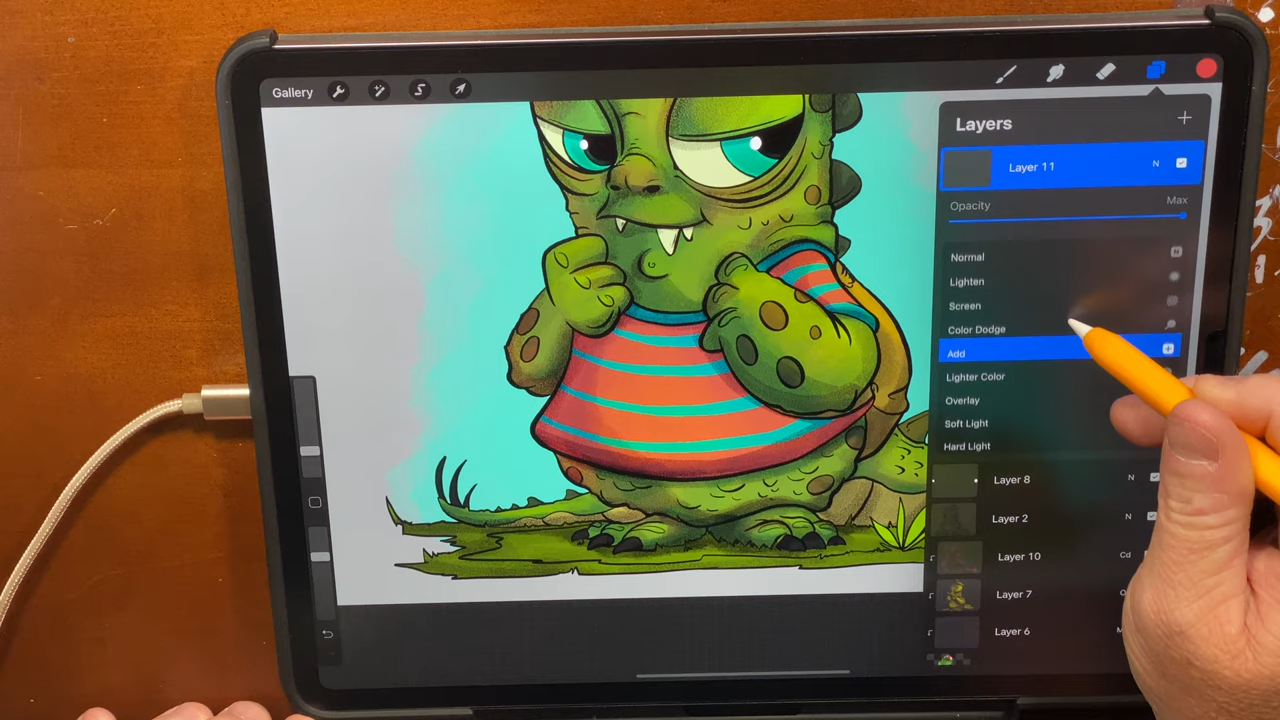 Gallery
Layers
Layer 11 N
Opacity Max
Normal
Lighten
Screen
Color Dodge
Add
Lighter Color
Overlay
Soft Light
Hard Light
Layer 8 N
Layer 2 N
Layer 10 Cd
Layer 7
Layer 6